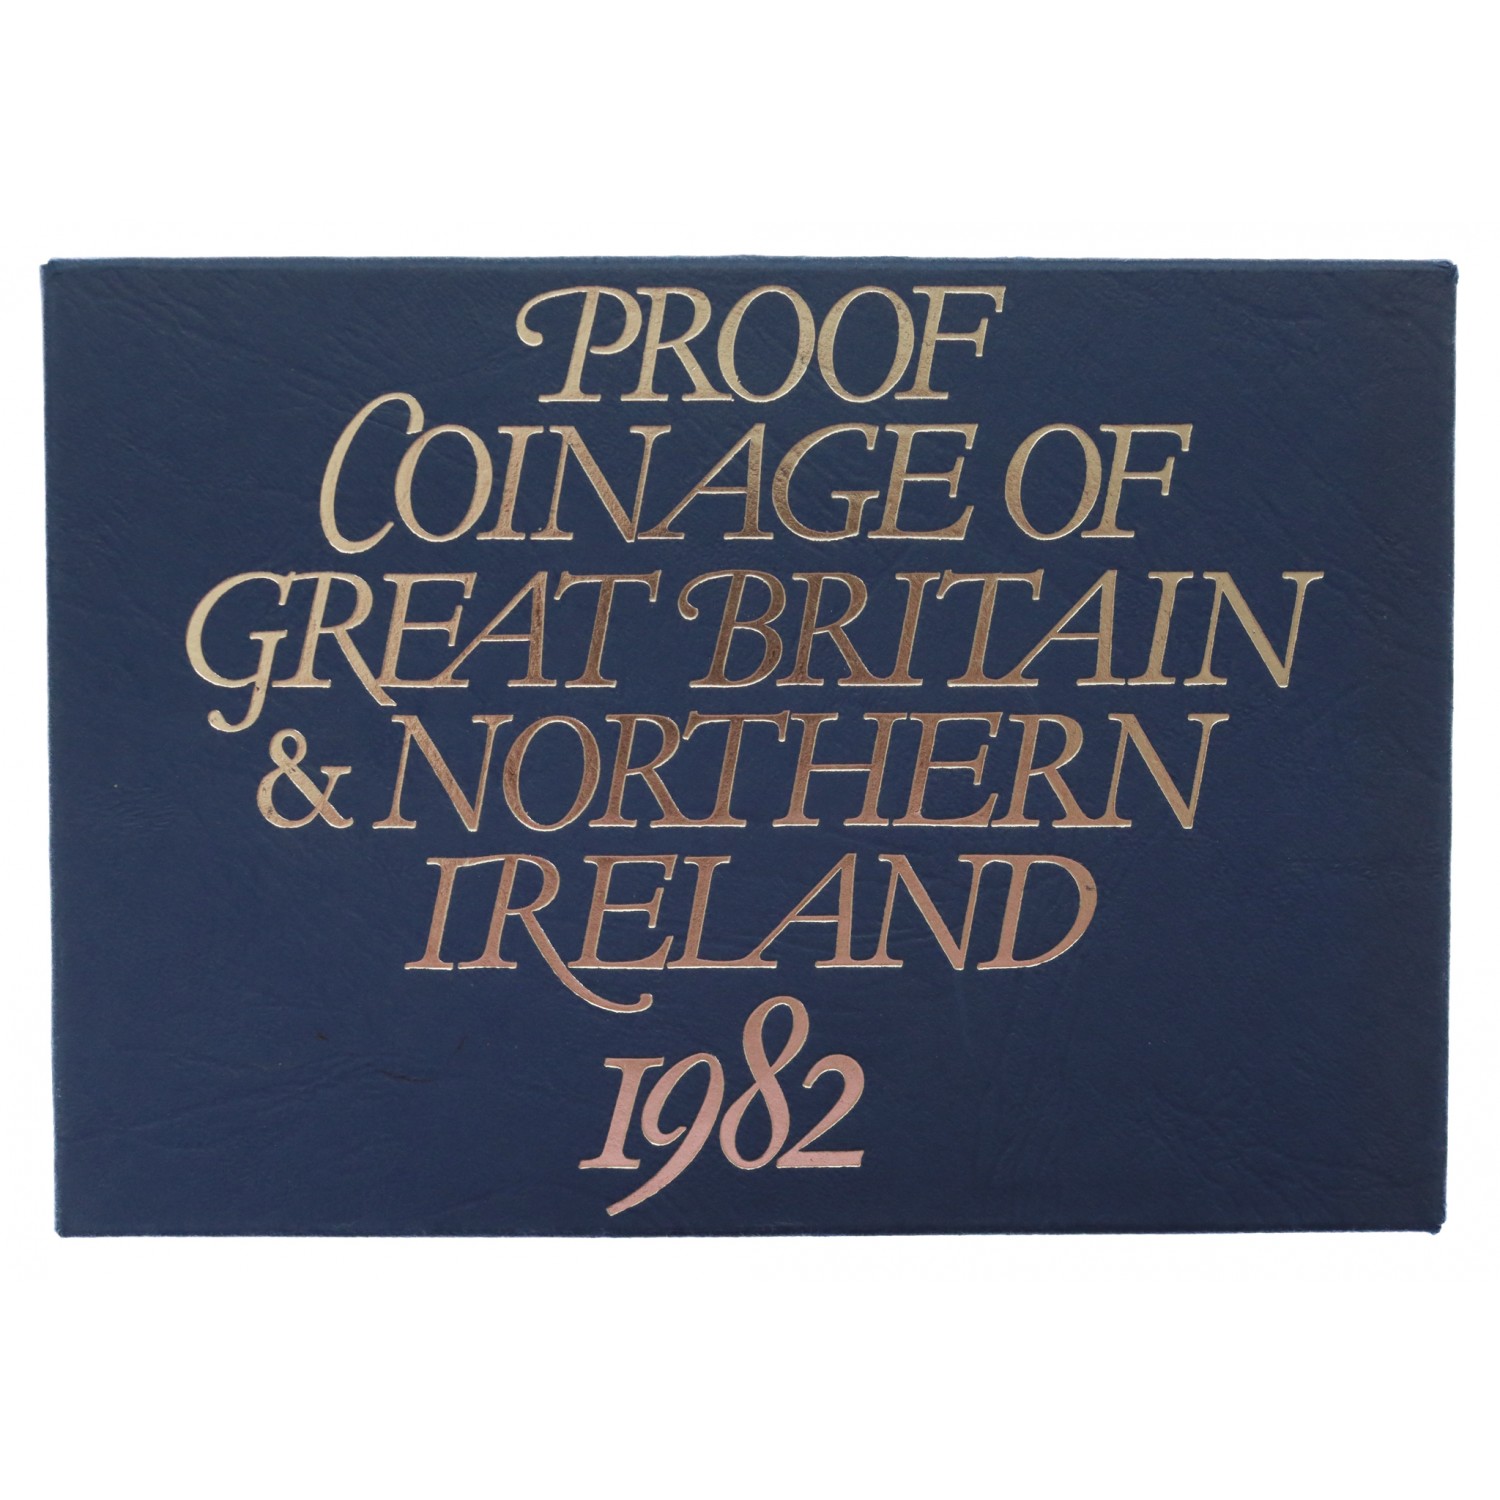 PROOF
COINAGE OF
GREAT BRITAIN
& NORTHERN
IRELAND
1982